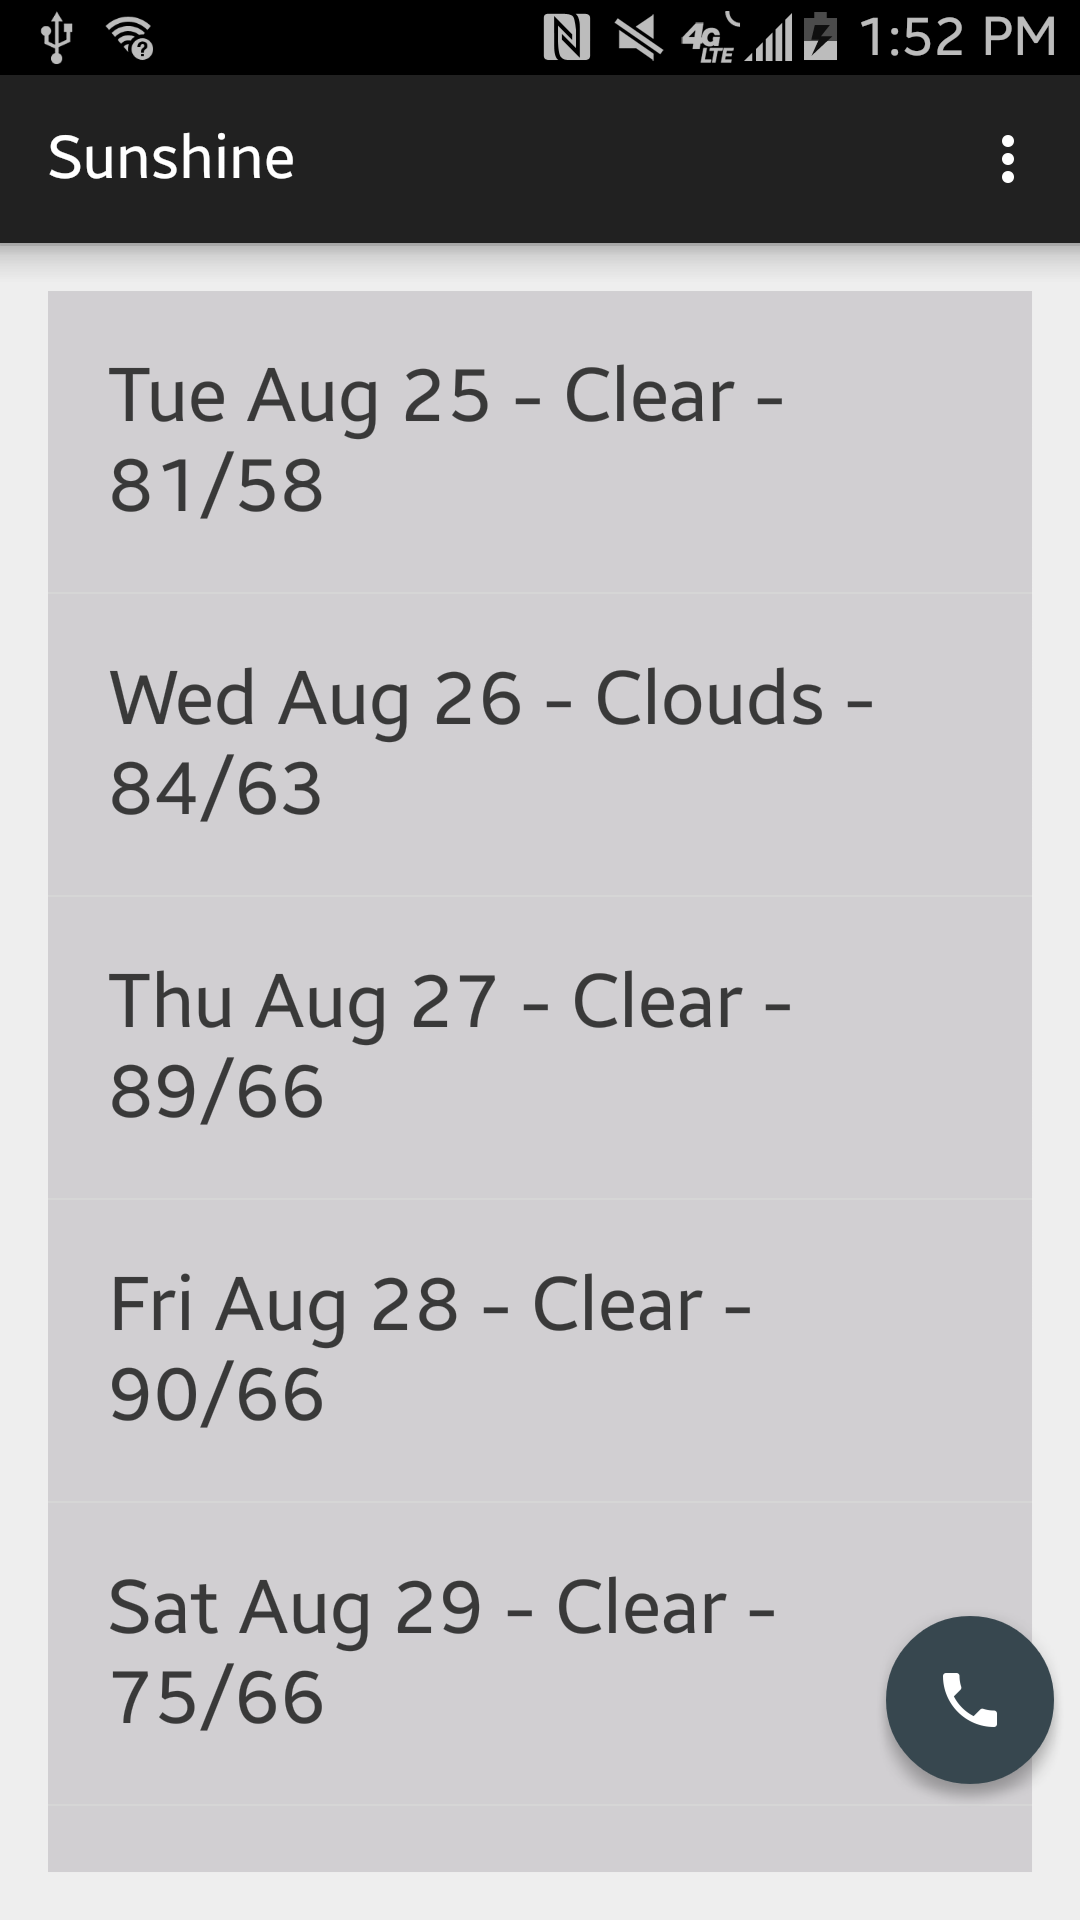 4G LTE 1:52 PM
Sunshine
Tue Aug 25 - Clear -
81/58
Wed Aug 26 - Clouds -
84/63
Thu Aug 27 - Clear -
89/66
Fri Aug 28 - Clear -
90/66
Sat Aug 29 - Clear -
75/66